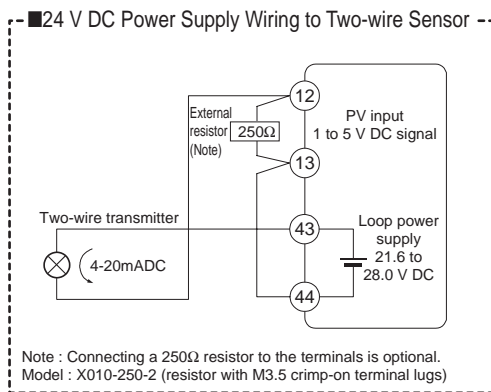 ■24 V DC Power Supply Wiring to Two-wire Sensor
12
External
resistor
(Note)
250Ω
PV input
1 to 5 V DC signal
13
Two-wire transmitter
43
Loop power
supply
21.6 to
28.0 V DC
4-20mADC
44
Note : Connecting a 250Ω resistor to the terminals is optional.
Model : X010-250-2 (resistor with M3.5 crimp-on terminal lugs)